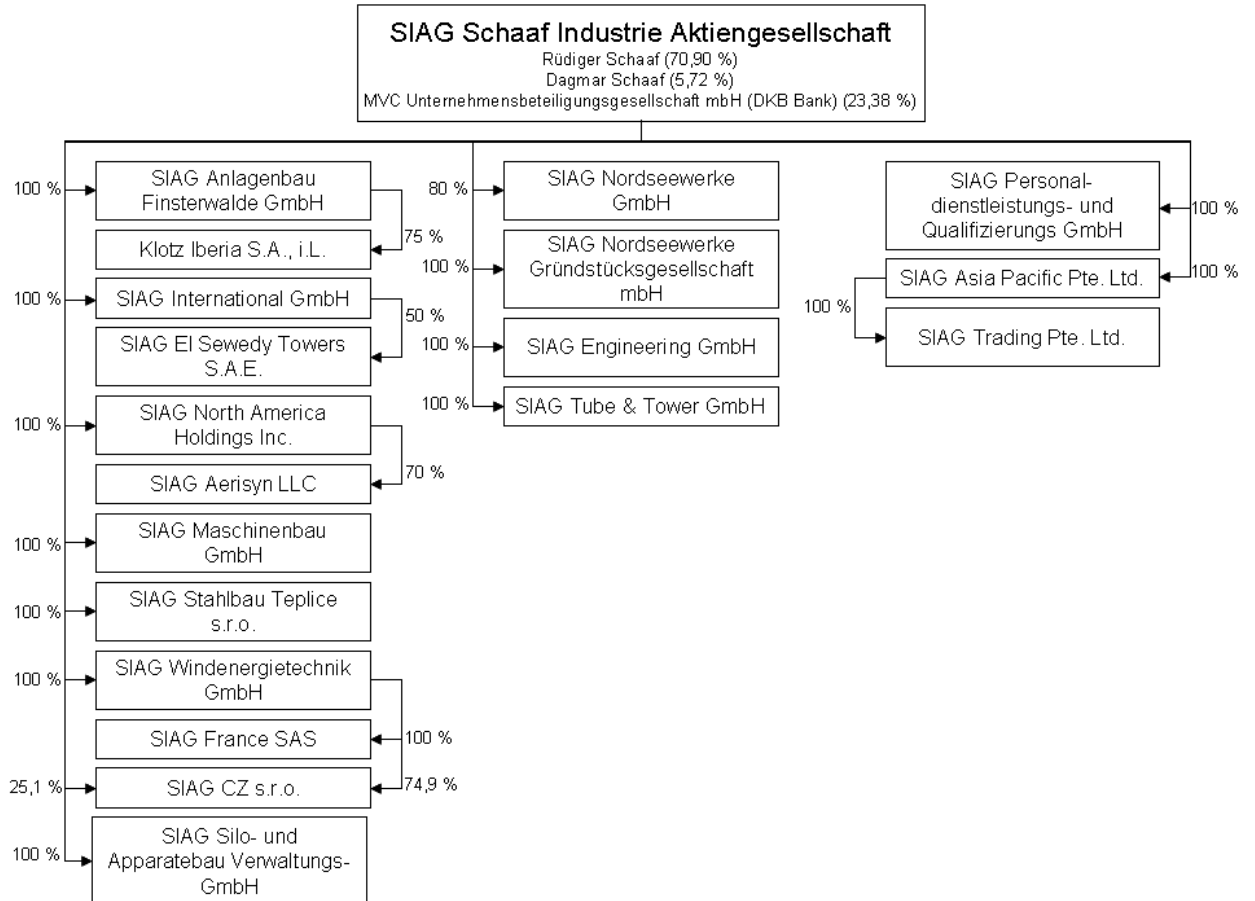 SIAG Schaaf Industrie Aktiengesellschaft
Rüdiger Schaaf (70,90 %)
Dagmar Schaaf (5,72 %)
MVC Unternehmensbeteiligungsgesellschaft mbH (DKB Bank) (23,38 %)
100 %
SIAG Anlagenbau
Finsterwalde GmbH
75 %
Klotz Iberia S.A., i.L.
100 %
SIAG International GmbH
50 %
SIAG El Sewedy Towers
S.A.E.
100 %
SIAG North America
Holdings Inc.
70 %
SIAG Aerisyn LLC
100 %
SIAG Maschinenbau
GmbH
100 %
SIAG Stahlbau Teplice
s.r.o.
100 %
SIAG Windenergietechnik
GmbH
SIAG France SAS
100 %
25,1 %
SIAG CZ s.r.o.
74,9 %
100 %
SIAG Silo- und
Apparatebau Verwaltungs-
GmbH
80 %
SIAG Nordseewerke
GmbH
100 %
SIAG Nordseewerke
Gründstücksgesellschaft
mbH
100 %
SIAG Engineering GmbH
100 %
SIAG Tube & Tower GmbH
SIAG Personal-
dienstleistungs- und
Qualifizierungs GmbH
100 %
SIAG Asia Pacific Pte. Ltd.
100 %
100 %
SIAG Trading Pte. Ltd.